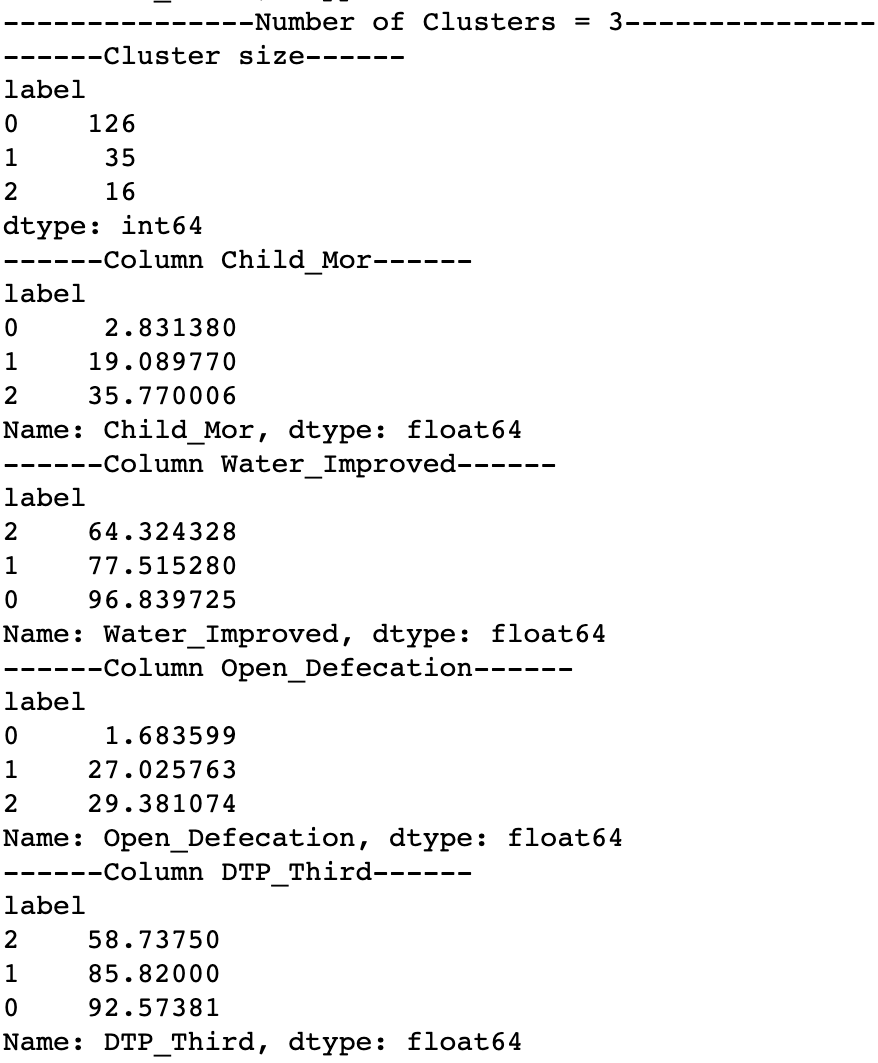 ---------------Number of Clusters = 3---------------
------Cluster size------
label
0    126
1     35
2     16
dtype: int64
------Column Child_Mor------
label
0     2.831380
1    19.089770
2    35.770006
Name: Child_Mor, dtype: float64
------Column Water_Improved------
label
2    64.324328
1    77.515280
0    96.839725
Name: Water_Improved, dtype: float64
------Column Open_Defecation------
label
0     1.683599
1    27.025763
2    29.381074
Name: Open_Defecation, dtype: float64
------Column DTP_Third------
label
2    58.73750
1    85.82000
0    92.57381
Name: DTP_Third, dtype: float64